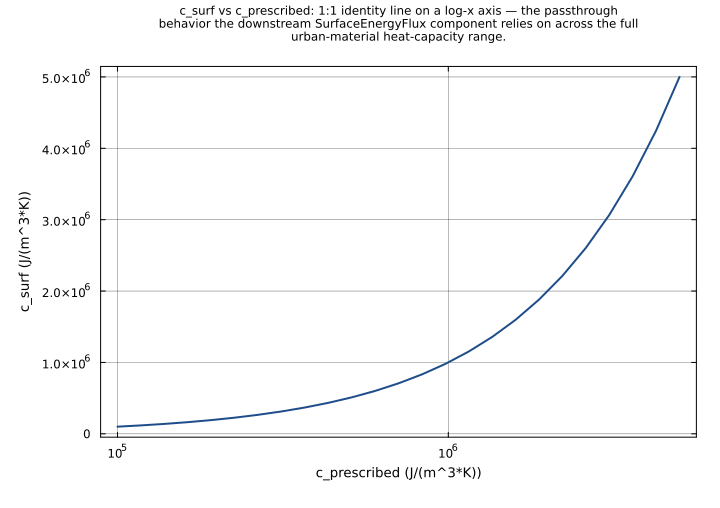 c_surf vs c_prescribed: 1:1 identity line on a log-x axis — the passthrough
behavior the downstream SurfaceEnergyFlux component relies on across the full
urban-material heat-capacity range.
5.0×10⁶
4.0×10⁶
3.0×10⁶
2.0×10⁶
1.0×10⁶
0
c_surf (J/(m^3*K))
10⁵
10⁶
c_prescribed (J/(m^3*K))